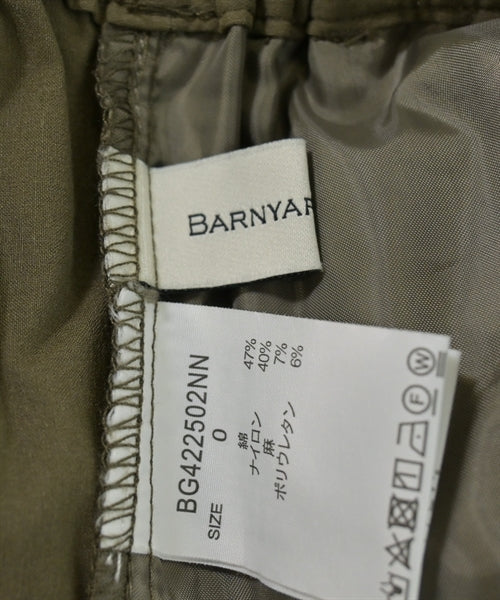 BARNYAR
BG422502NN
SIZE 0
綿 47%
ナイロン 40%
麻 7%
ポリウレタン 6%
F
W